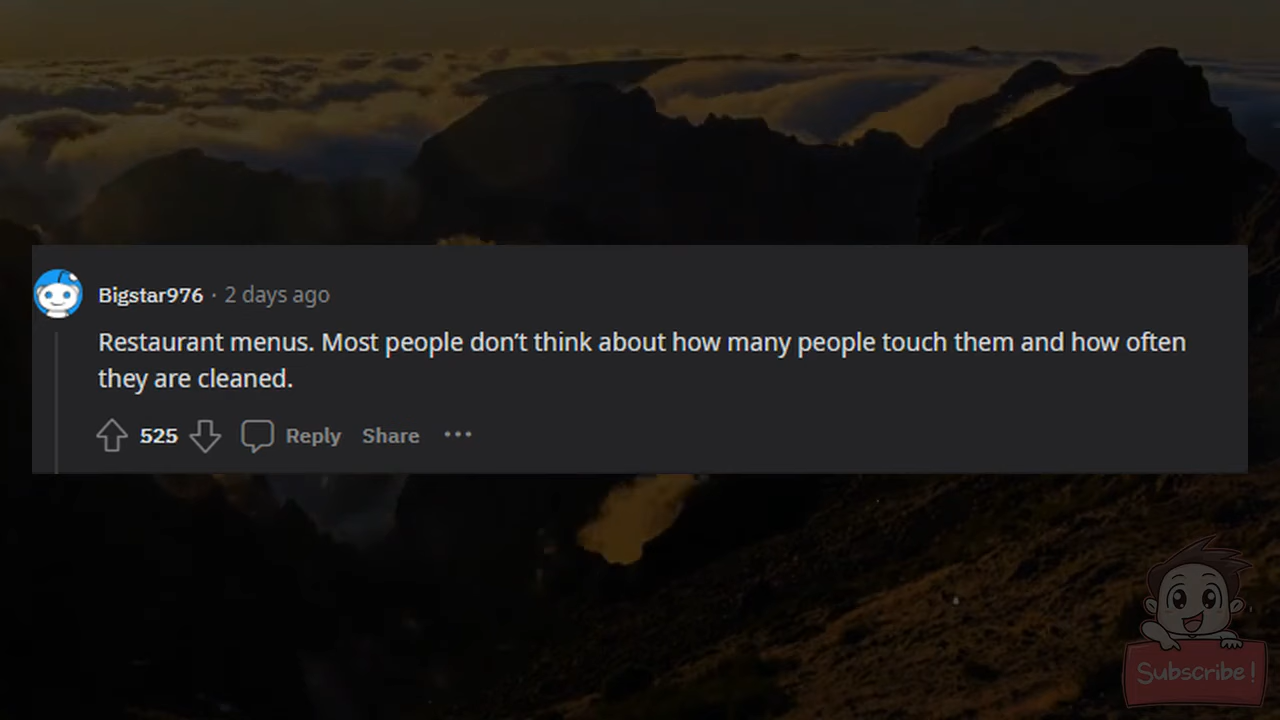 Bigstar976 · 2 days ago
Restaurant menus. Most people don’t think about how many people touch them and how often
they are cleaned.
525 Reply Share ···
Subscribe!